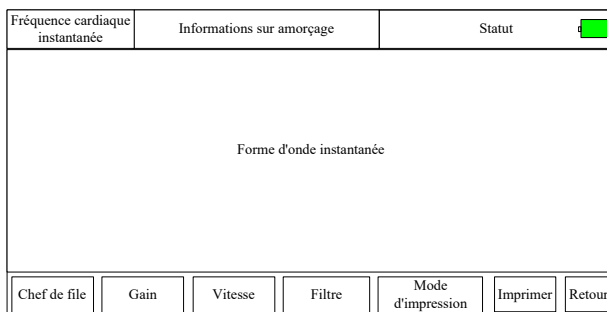 Fréquence cardiaque
instantanée
Informations sur amorçage
Statut
Forme d'onde instantanée
Chef de file
Gain
Vitesse
Filtre
Mode
d'impression
Imprimer
Retour